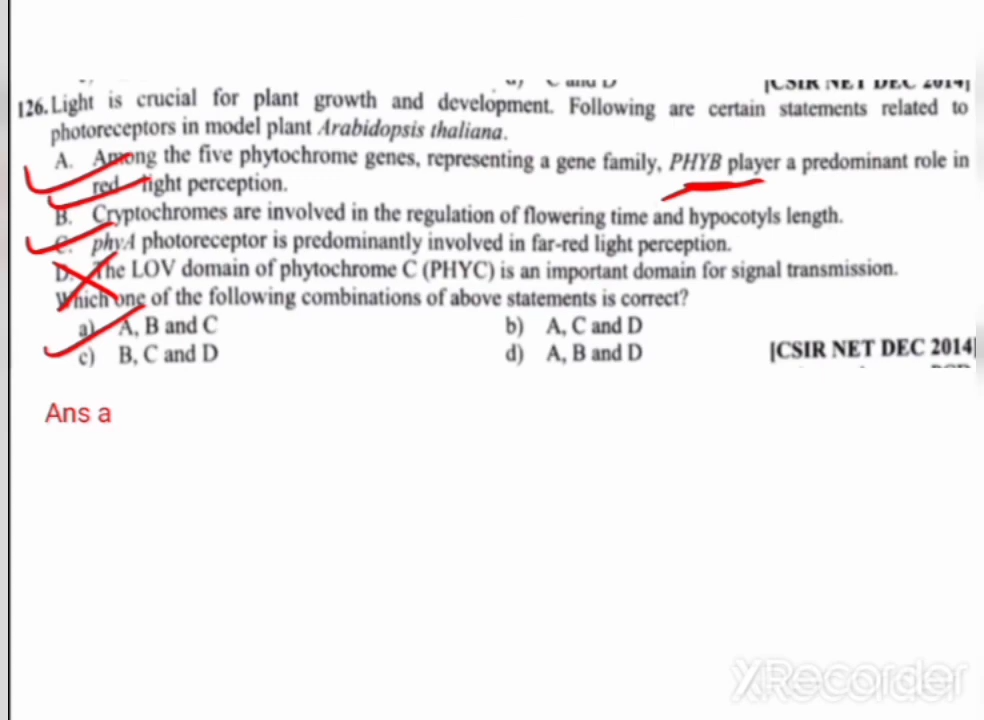 [CSIR NET DEC 2014]
126. Light is crucial for plant growth and development. Following are certain statements related to
photoreceptors in model plant Arabidopsis thaliana.
A. Among the five phytochrome genes, representing a gene family, PHYB player a predominant role in
red light perception.
B. Cryptochromes are involved in the regulation of flowering time and hypocotyls length.
C. phyA photoreceptor is predominantly involved in far-red light perception.
D. The LOV domain of phytochrome C (PHYC) is an important domain for signal transmission.
Which one of the following combinations of above statements is correct?
a) A, B and C b) A, C and D
c) B, C and D d) A, B and D [CSIR NET DEC 2014]
Ans a
XRecorder